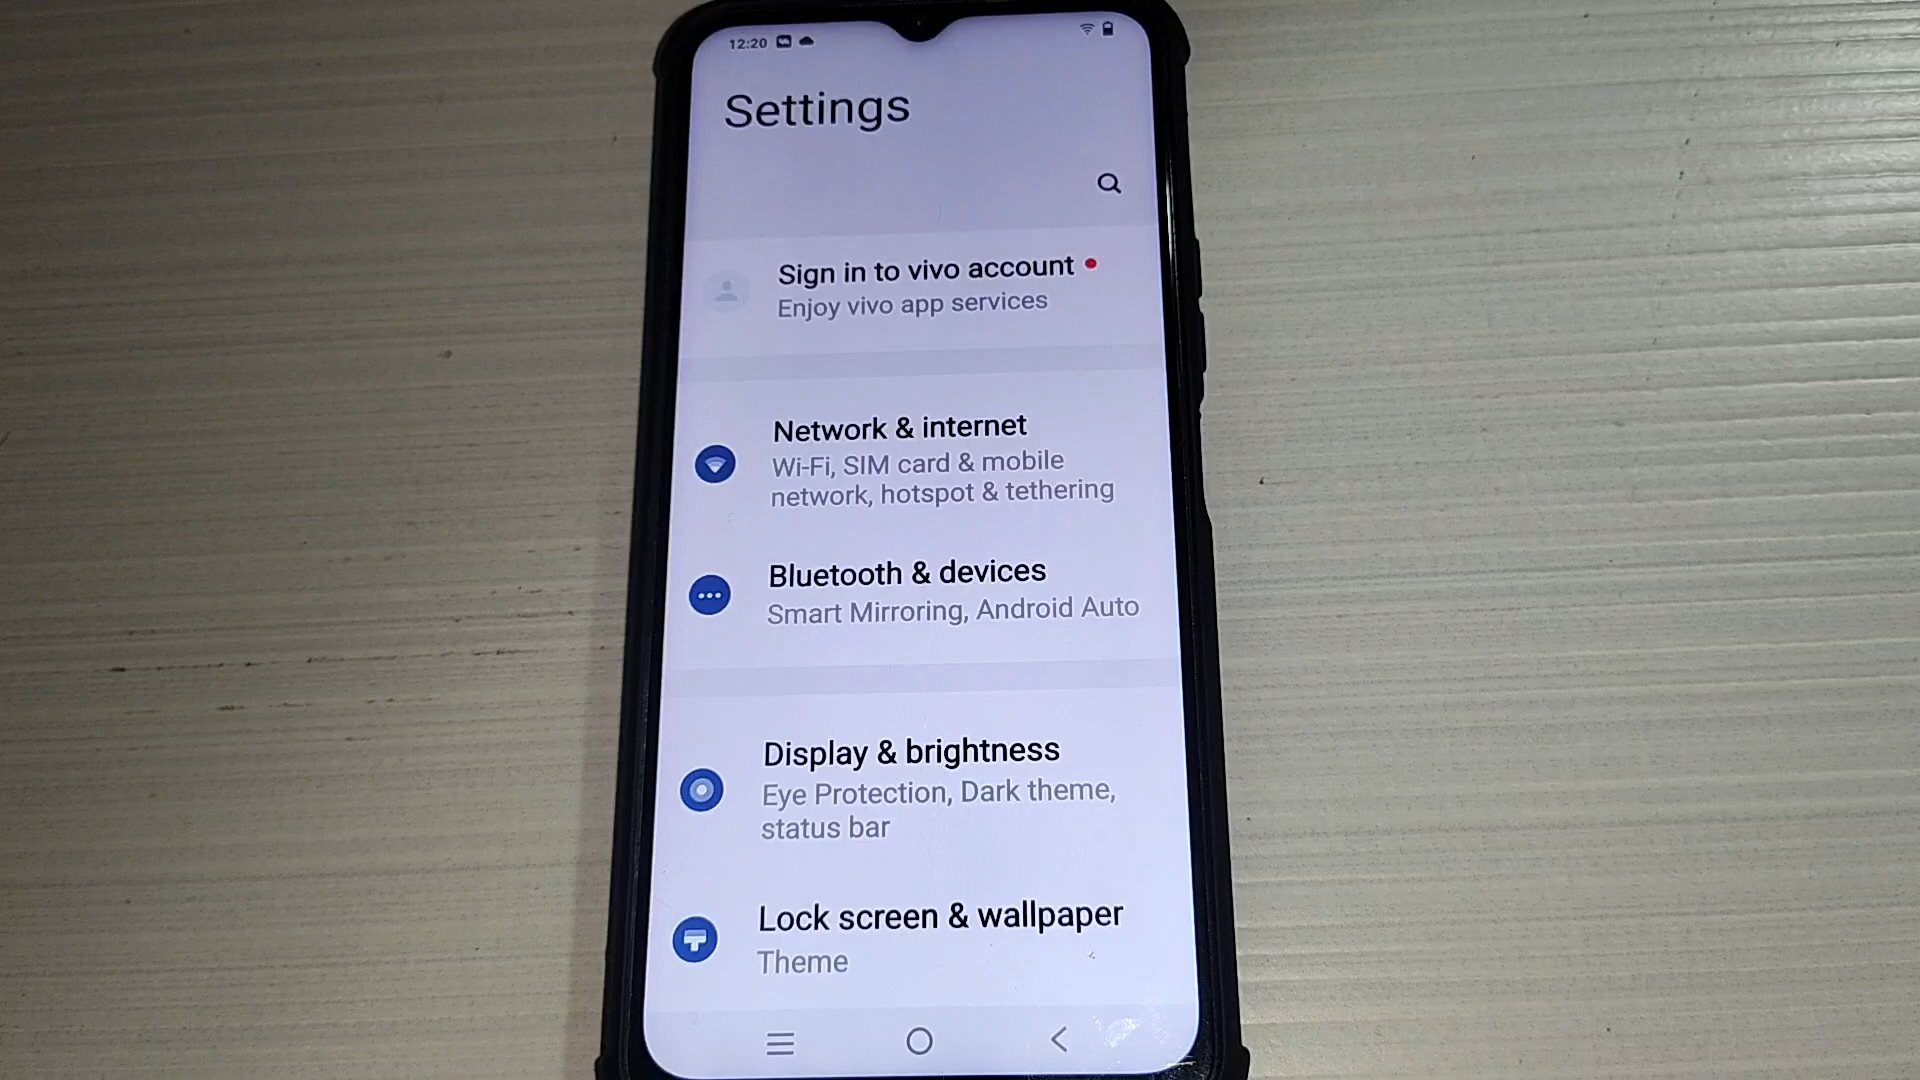 12:20
Settings
Sign in to vivo account
Enjoy vivo app services
Network & internet
Wi-Fi, SIM card & mobile
network, hotspot & tethering
Bluetooth & devices
Smart Mirroring, Android Auto
Display & brightness
Eye Protection, Dark theme,
status bar
Lock screen & wallpaper
Theme